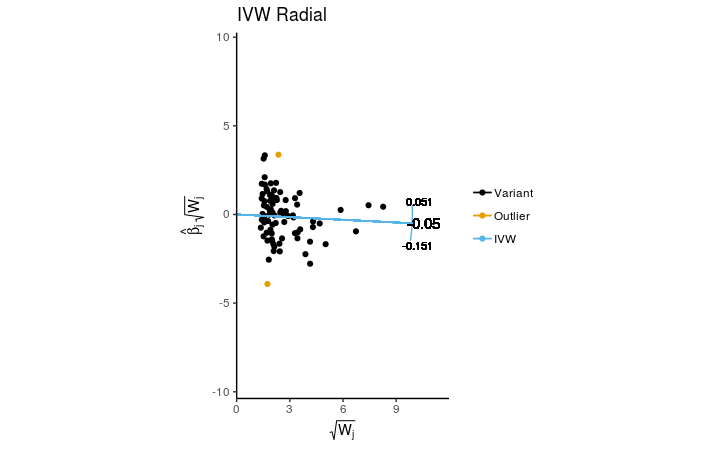 IVW Radial
10
5
0
-5
-10
β̂j√Wj
0.051
-0.05
-0.151
0
3
6
9
√Wj
Variant
Outlier
IVW